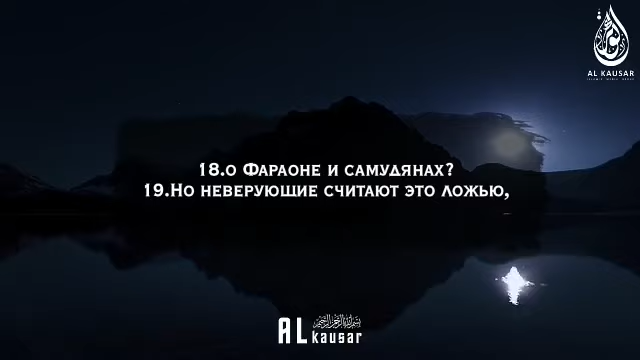 AL KAUSAR
18.о Фараоне и самудянах?
19.Но неверующие считают это ложью,
AL kausar